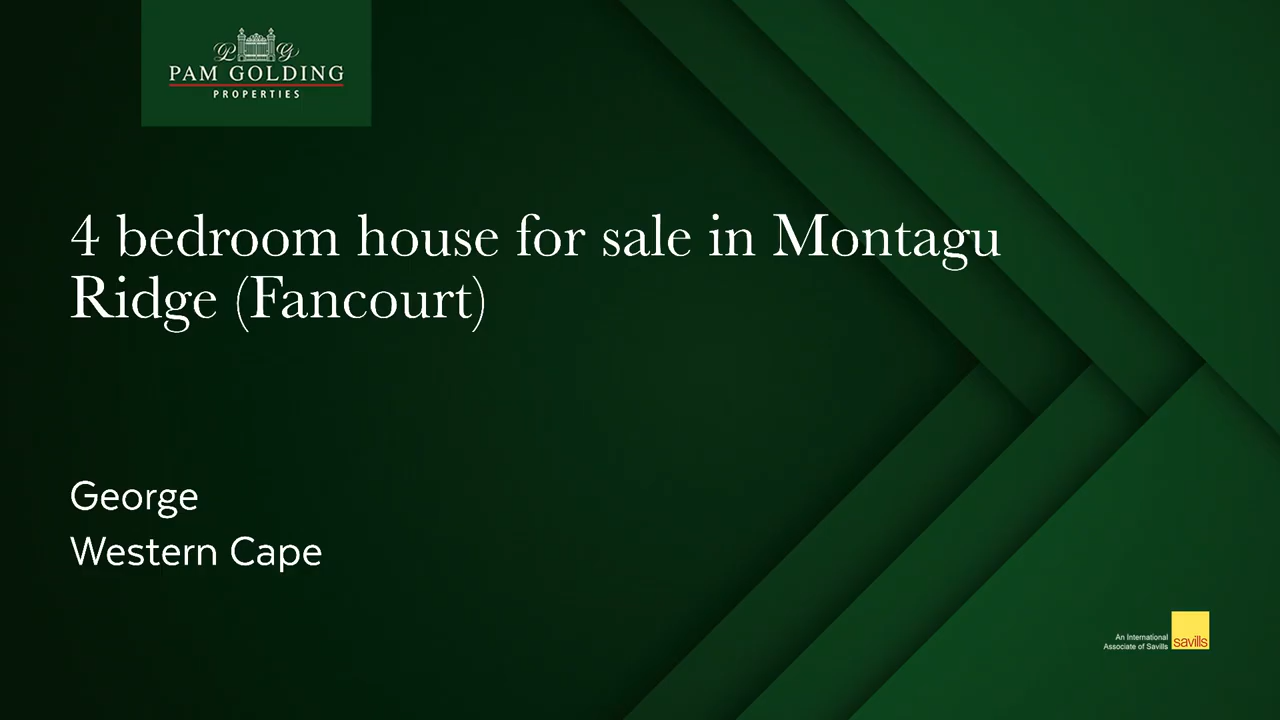 P G
PAM GOLDING
PROPERTIES
4 bedroom house for sale in Montagu
Ridge (Fancourt)
George
Western Cape
An International
Associate of Savills
savills